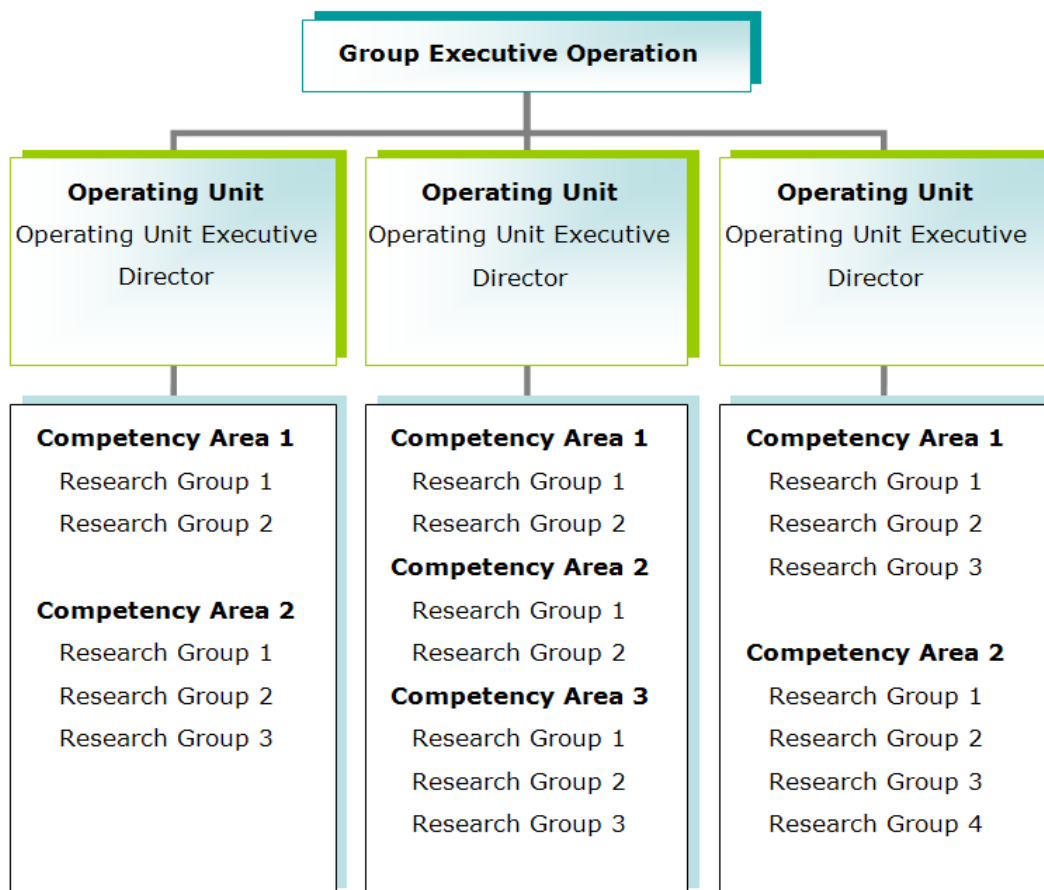 Group Executive Operation
Operating Unit
Operating Unit Executive
Director
Operating Unit
Operating Unit Executive
Director
Operating Unit
Operating Unit Executive
Director
Competency Area 1
Research Group 1
Research Group 2
Competency Area 2
Research Group 1
Research Group 2
Research Group 3
Competency Area 1
Research Group 1
Research Group 2
Competency Area 2
Research Group 1
Research Group 2
Competency Area 3
Research Group 1
Research Group 2
Research Group 3
Competency Area 1
Research Group 1
Research Group 2
Research Group 3
Competency Area 2
Research Group 1
Research Group 2
Research Group 3
Research Group 4